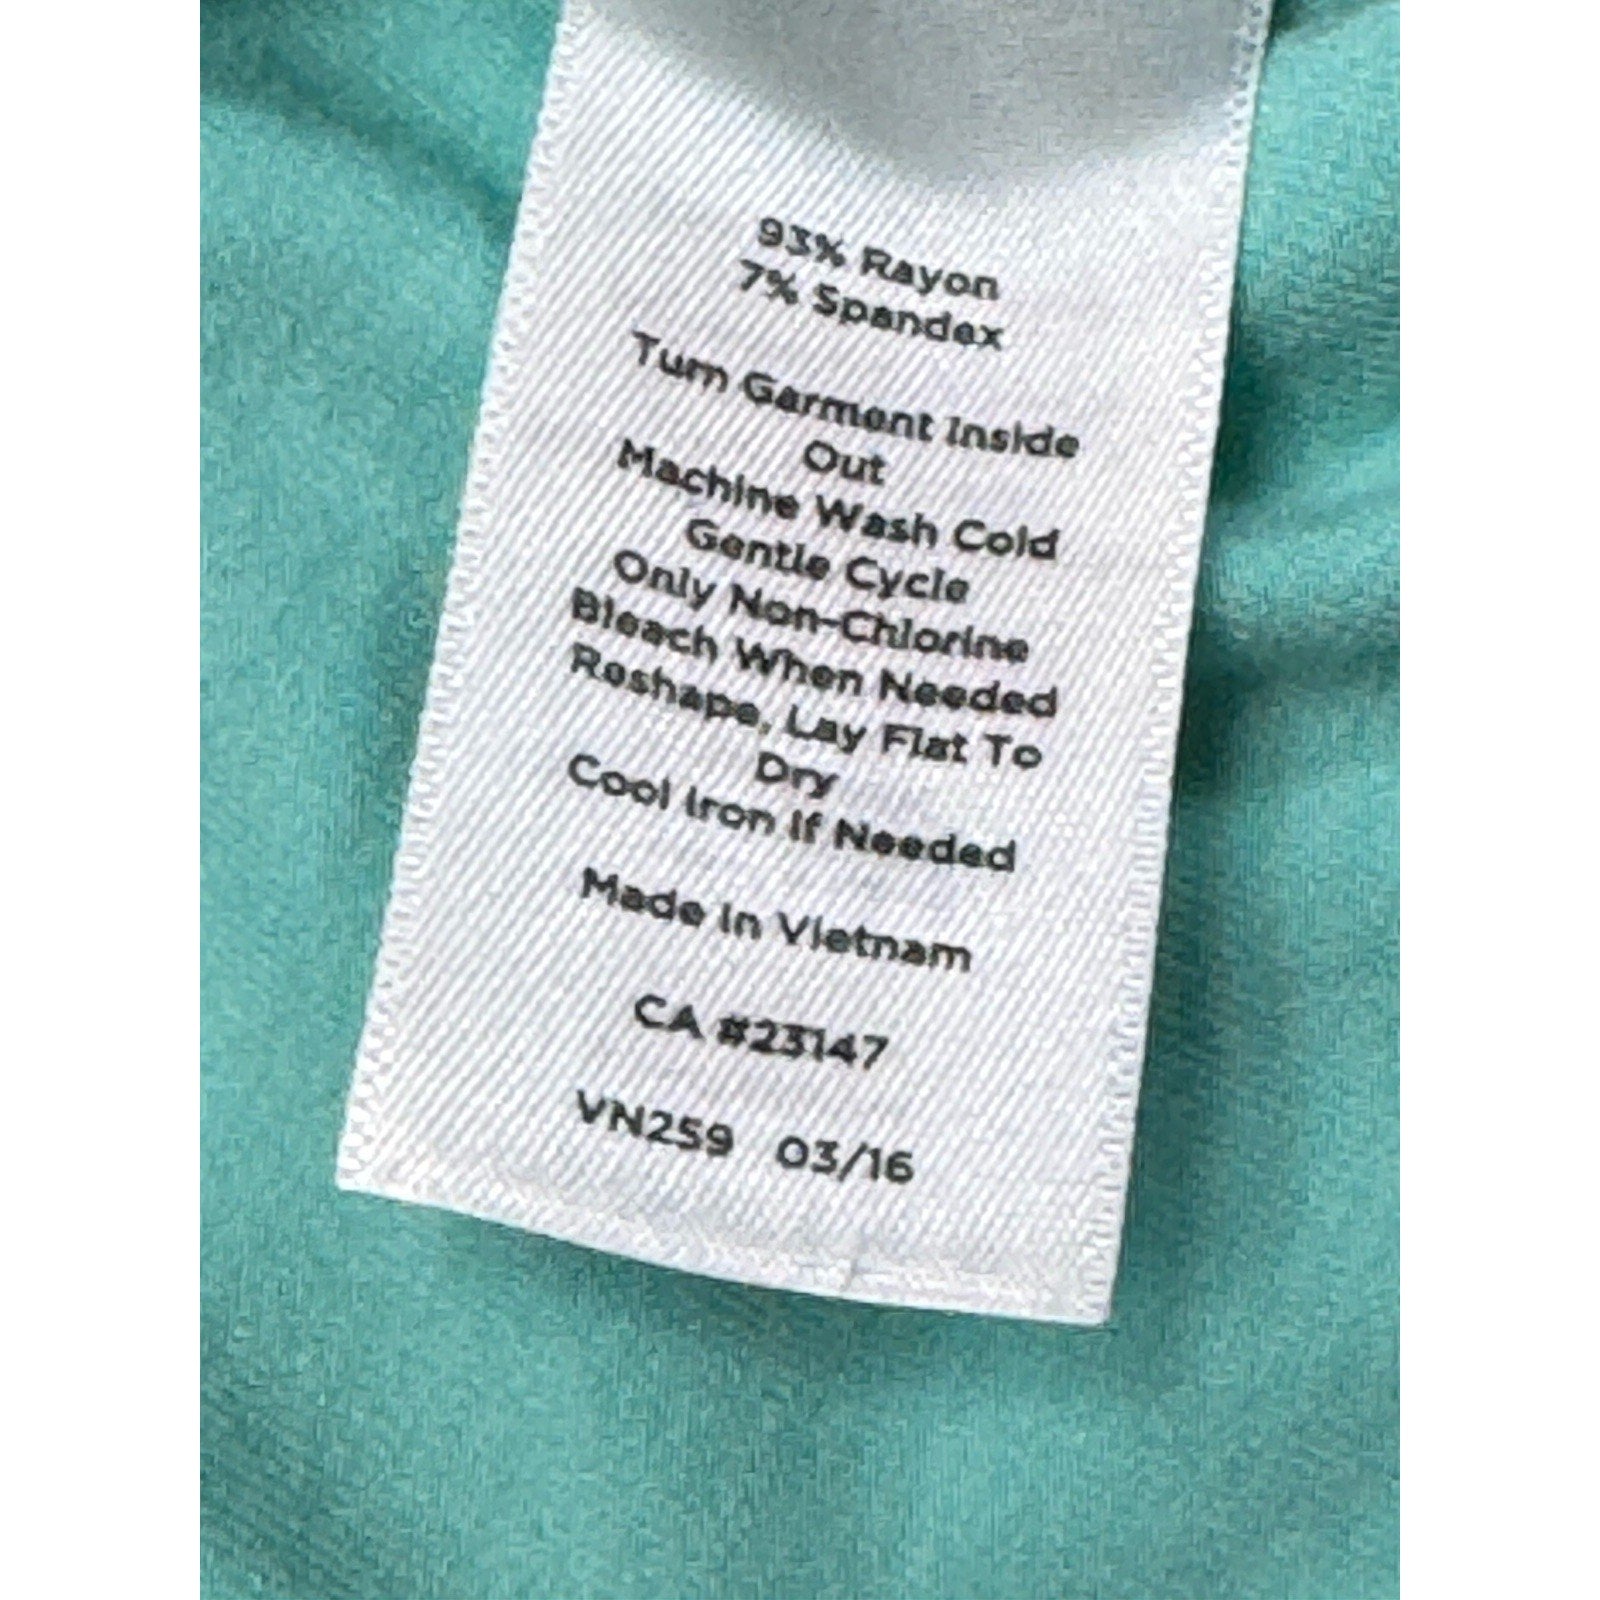 93% Rayon
7% Spandex
Turn Garment Inside
Out
Machine Wash Cold
Gentle Cycle
Only Non-Chlorine
Bleach When Needed
Reshape, Lay Flat To
Dry
Cool Iron If Needed
Made In Vietnam
CA #23147
VN259 03/16